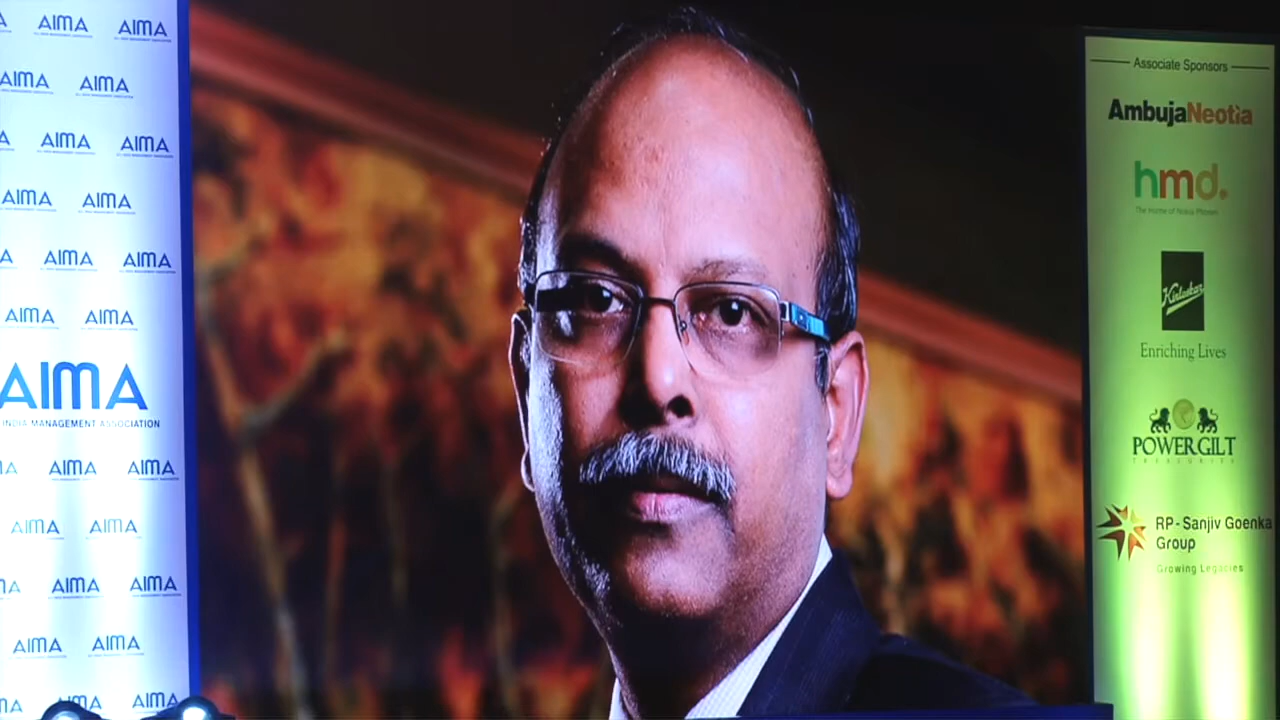 AIMA AIMA
AIMA AIMA
AIMA AIMA
AIMA AIMA
AIMA AIMA
AIMA AIMA
AIMA
INDIA MANAGEMENT ASSOCIATION
AIMA AIMA
AIMA AIMA
AIMA AIMA
AIMA AIMA
AIMA
Associate Sponsors
AmbujaNeotia
hmd.
The Home of Nokia Phones
Kirloskar
Enriching Lives
POWERGILT
TREASURIES
RP-Sanjiv Goenka
Group
Growing Legacies